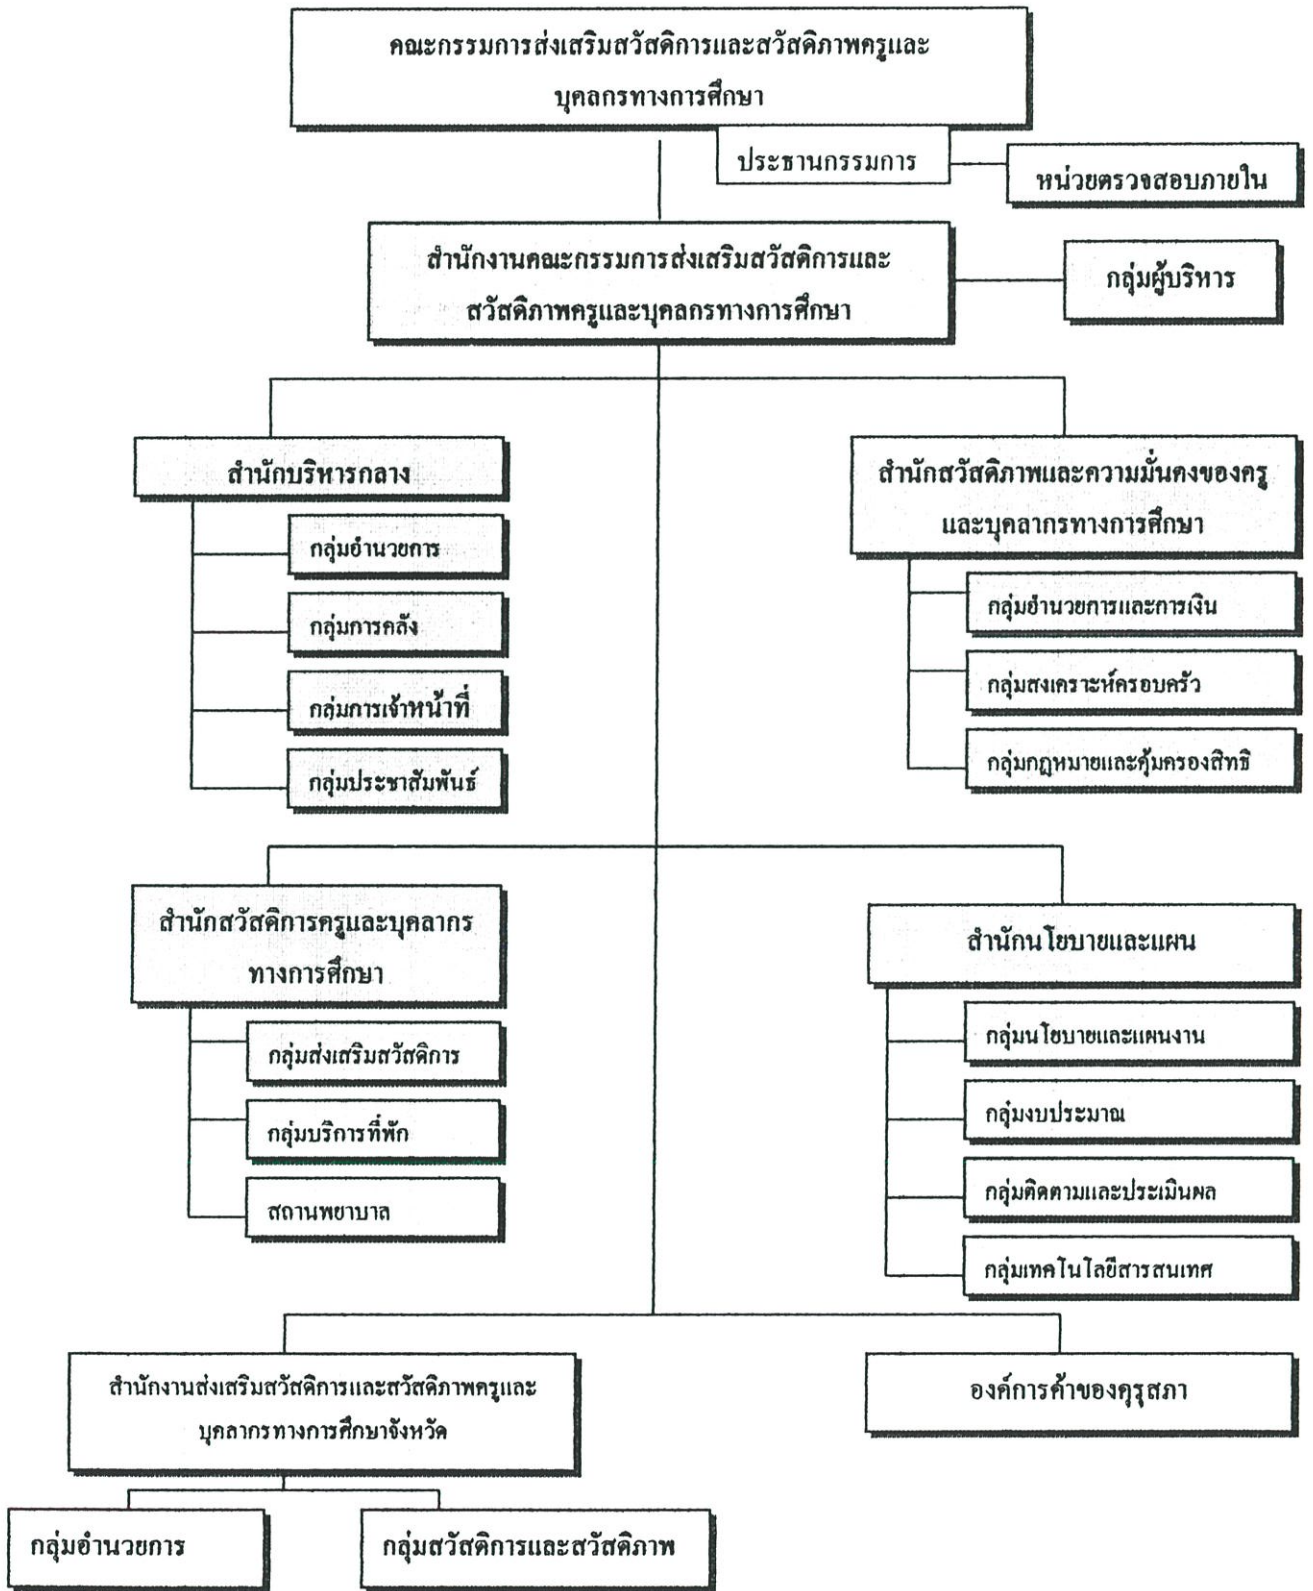 คณะกรรมการส่งเสริมสวัสดิการและสวัสดิภาพครูและ
บุคลกรทางการศึกษา
ประธานกรรมการ
หน่วยตรวจสอบภายใน
สำนักงานคณะกรรมการส่งเสริมสวัสดิการและ
สวัสดิภาพครูและบุคลกรทางการศึกษา
กลุ่มผู้บริหาร
สำนักบริหารกลาง
กลุ่มอำนวยการ
กลุ่มการคลัง
กลุ่มการเจ้าหน้าที่
กลุ่มประชาสัมพันธ์
สำนักสวัสดิภาพและความมั่นคงของครู
และบุคลากรทางการศึกษา
กลุ่มอำนวยการและการเงิน
กลุ่มสงเคราะห์ครอบครัว
กลุ่มกฎหมายและคุ้มครองสิทธิ
สำนักสวัสดิการครูและบุคลากร
ทางการศึกษา
กลุ่มส่งเสริมสวัสดิการ
กลุ่มบริการที่พัก
สถานพยาบาล
สำนักนโยบายและแผน
กลุ่มนโยบายและแผนงาน
กลุ่มงบประมาณ
กลุ่มติดตามและประเมินผล
กลุ่มเทคโนโลยีสารสนเทศ
สำนักงานส่งเสริมสวัสดิการและสวัสดิภาพครูและ
บุคลากรทางการศึกษาจังหวัด
องค์การค้าของคุรุสภา
กลุ่มอำนวยการ
กลุ่มสวัสดิการและสวัสดิภาพ